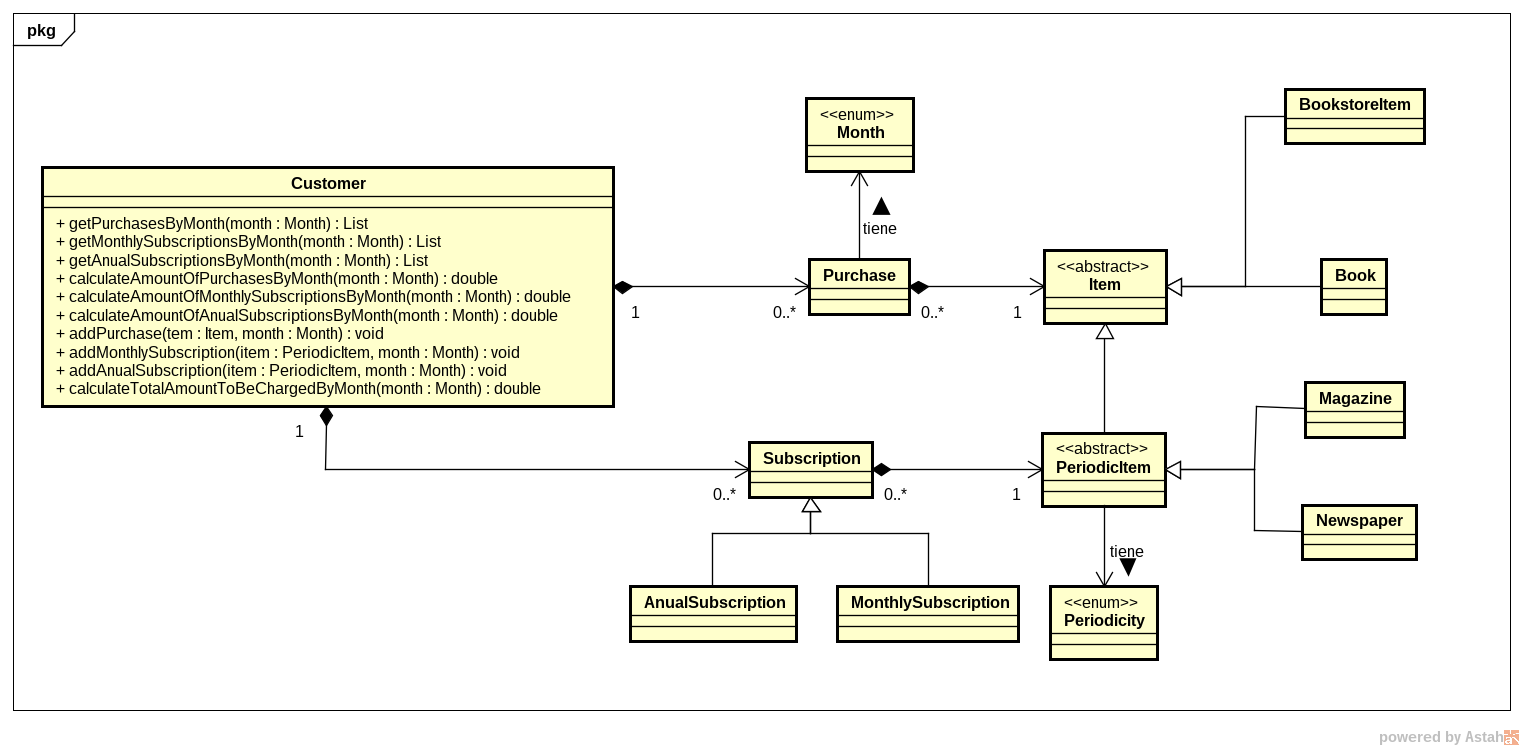 pkg
BookstoreItem
<<enum>>
Month
Customer
+ getPurchasesByMonth(month : Month) : List
+ getMonthlySubscriptionsByMonth(month : Month) : List
+ getAnualSubscriptionsByMonth(month : Month) : List
+ calculateAmountOfPurchasesByMonth(month : Month) : double
+ calculateAmountOfMonthlySubscriptionsByMonth(month : Month) : double
+ calculateAmountOfAnualSubscriptionsByMonth(month : Month) : double
+ addPurchase(tem : Item, month : Month) : void
+ addMonthlySubscription(item : PeriodicItem, month : Month) : void
+ addAnualSubscription(item : PeriodicItem, month : Month) : void
+ calculateTotalAmountToBeChargedByMonth(month : Month) : double
tiene
Purchase
<<abstract>>
Item
Book
1
0..*
0..*
1
Magazine
1
Subscription
<<abstract>>
PeriodicItem
0..*
0..*
1
Newspaper
tiene
AnualSubscription
MonthlySubscription
<<enum>>
Periodicity
powered by Astah